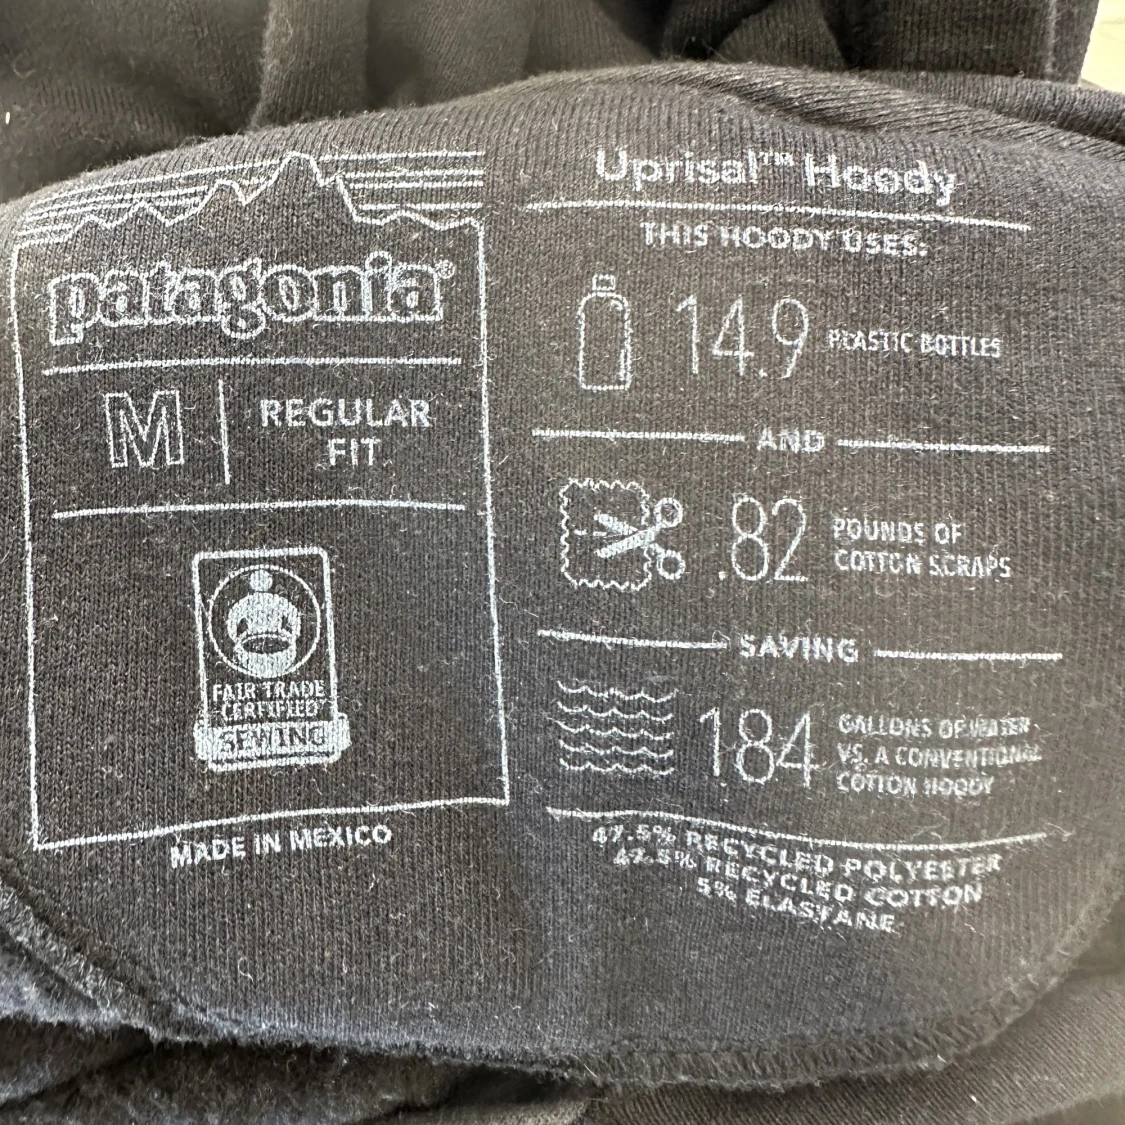 patagonia®
M
REGULAR
FIT
FAIR TRADE
CERTIFIED™
SEWING
MADE IN MEXICO
Uprisal™ Hoody
THIS HOODY USES:
14.9 PLASTIC BOTTLES
AND
.82 POUNDS OF
COTTON SCRAPS
SAVING
184 GALLONS OF WATER
VS. A CONVENTIONAL
COTTON HOODY
47.5% RECYCLED POLYESTER
47.5% RECYCLED COTTON
5% ELASTANE